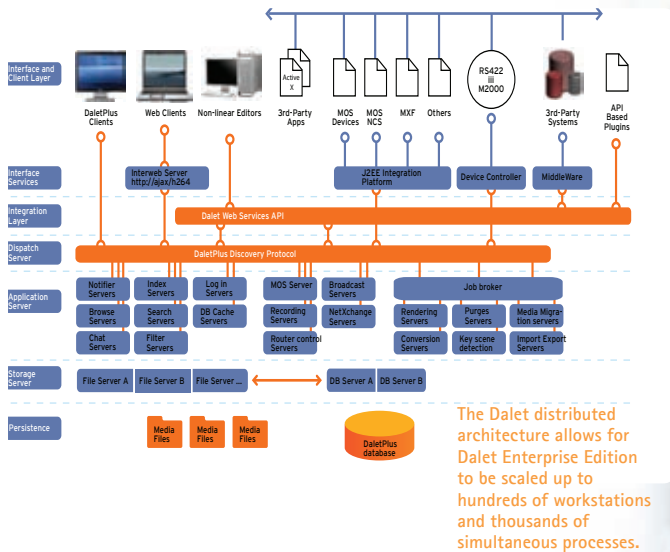 Interface and
Client Layer
Active
X
RS422
iii
M2000
DaletPlus
Clients
Web Clients
Non-linear Editors
3rd-Party
Apps
MOS
Devices
MOS
NCS
MXF
Others
3rd-Party
Systems
API
Based
Plugins
Interface
Services
Interweb Server
http://ajax/h264
J2EE Integration
Platform
Device Controller
MiddleWare
Integration
Layer
Dalet Web Services API
Dispatch
Server
DaletPlus Discovery Protocol
Application
Server
Notifier
Servers
Index
Servers
Log in
Servers
MOS Server
Broadcast
Servers
Job broker
Browse
Servers
Search
Servers
DB Cache
Servers
Recording
Servers
NetXchange
Servers
Rendering
Servers
Purges
Servers
Media Migra-
tion servers
Chat
Servers
Filter
Servers
Router control
Servers
Conversion
Servers
Key scene
detection
Import Export
Servers
Storage
Server
File Server A
File Server B
File Server ...
DB Server A
DB Server B
Persistence
Media
Files
Media
Files
Media
Files
DaletPlus
database
The Dalet distributed
architecture allows for
Dalet Enterprise Edition
to be scaled up to
hundreds of workstations
and thousands of
simultaneous processes.